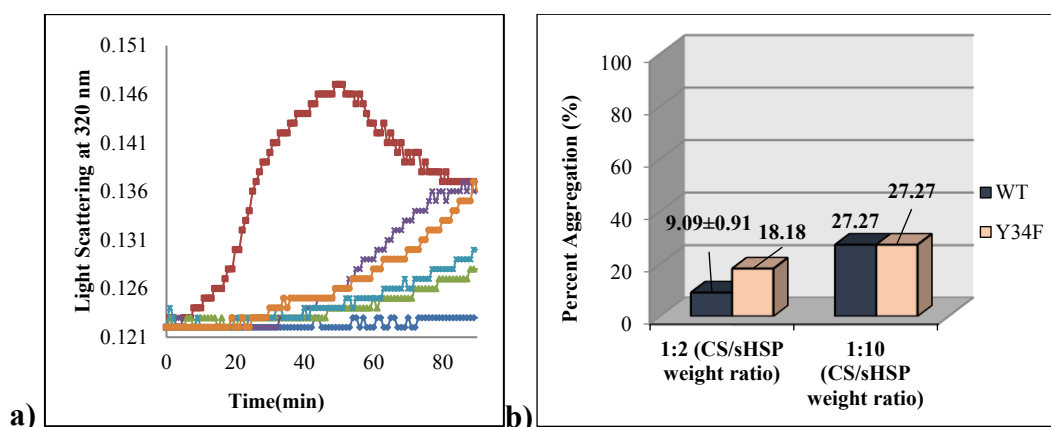 0.151
0.146
0.141
0.136
0.131
0.126
0.121
Light Scattering at 320 nm
0 20 40 60 80
Time(min)
a)
100
80
60
40
20
0
Percent Aggregation (%)
9.09±0.91
18.18
27.27
27.27
WT
Y34F
1:2 (CS/sHSP
weight ratio)
1:10
(CS/sHSP
weight ratio)
b)